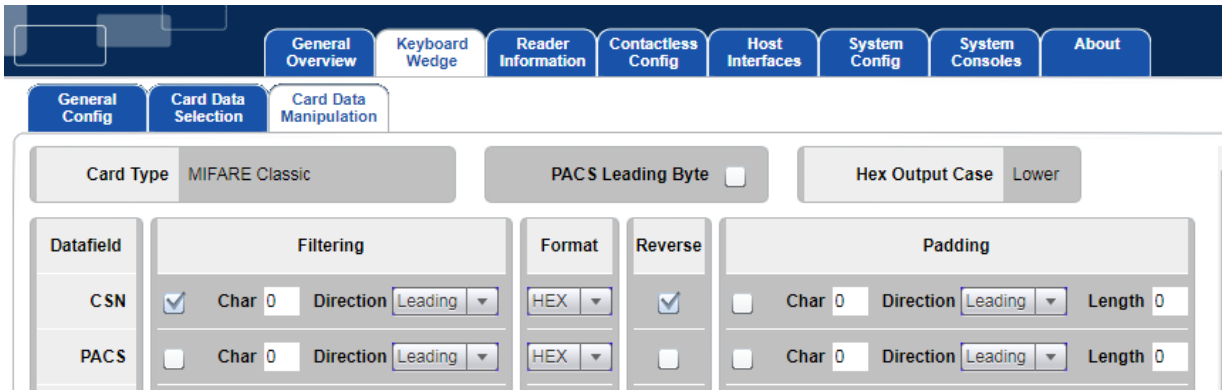 General Overview Keyboard Wedge Reader Information Contactless Config Host Interfaces System Config System Consoles About
General Config Card Data Selection Card Data Manipulation
Card Type MIFARE Classic PACS Leading Byte Hex Output Case Lower
Datafield Filtering Format Reverse Padding
CSN Char 0 Direction Leading HEX Char 0 Direction Leading Length 0
PACS Char 0 Direction Leading HEX Char 0 Direction Leading Length 0